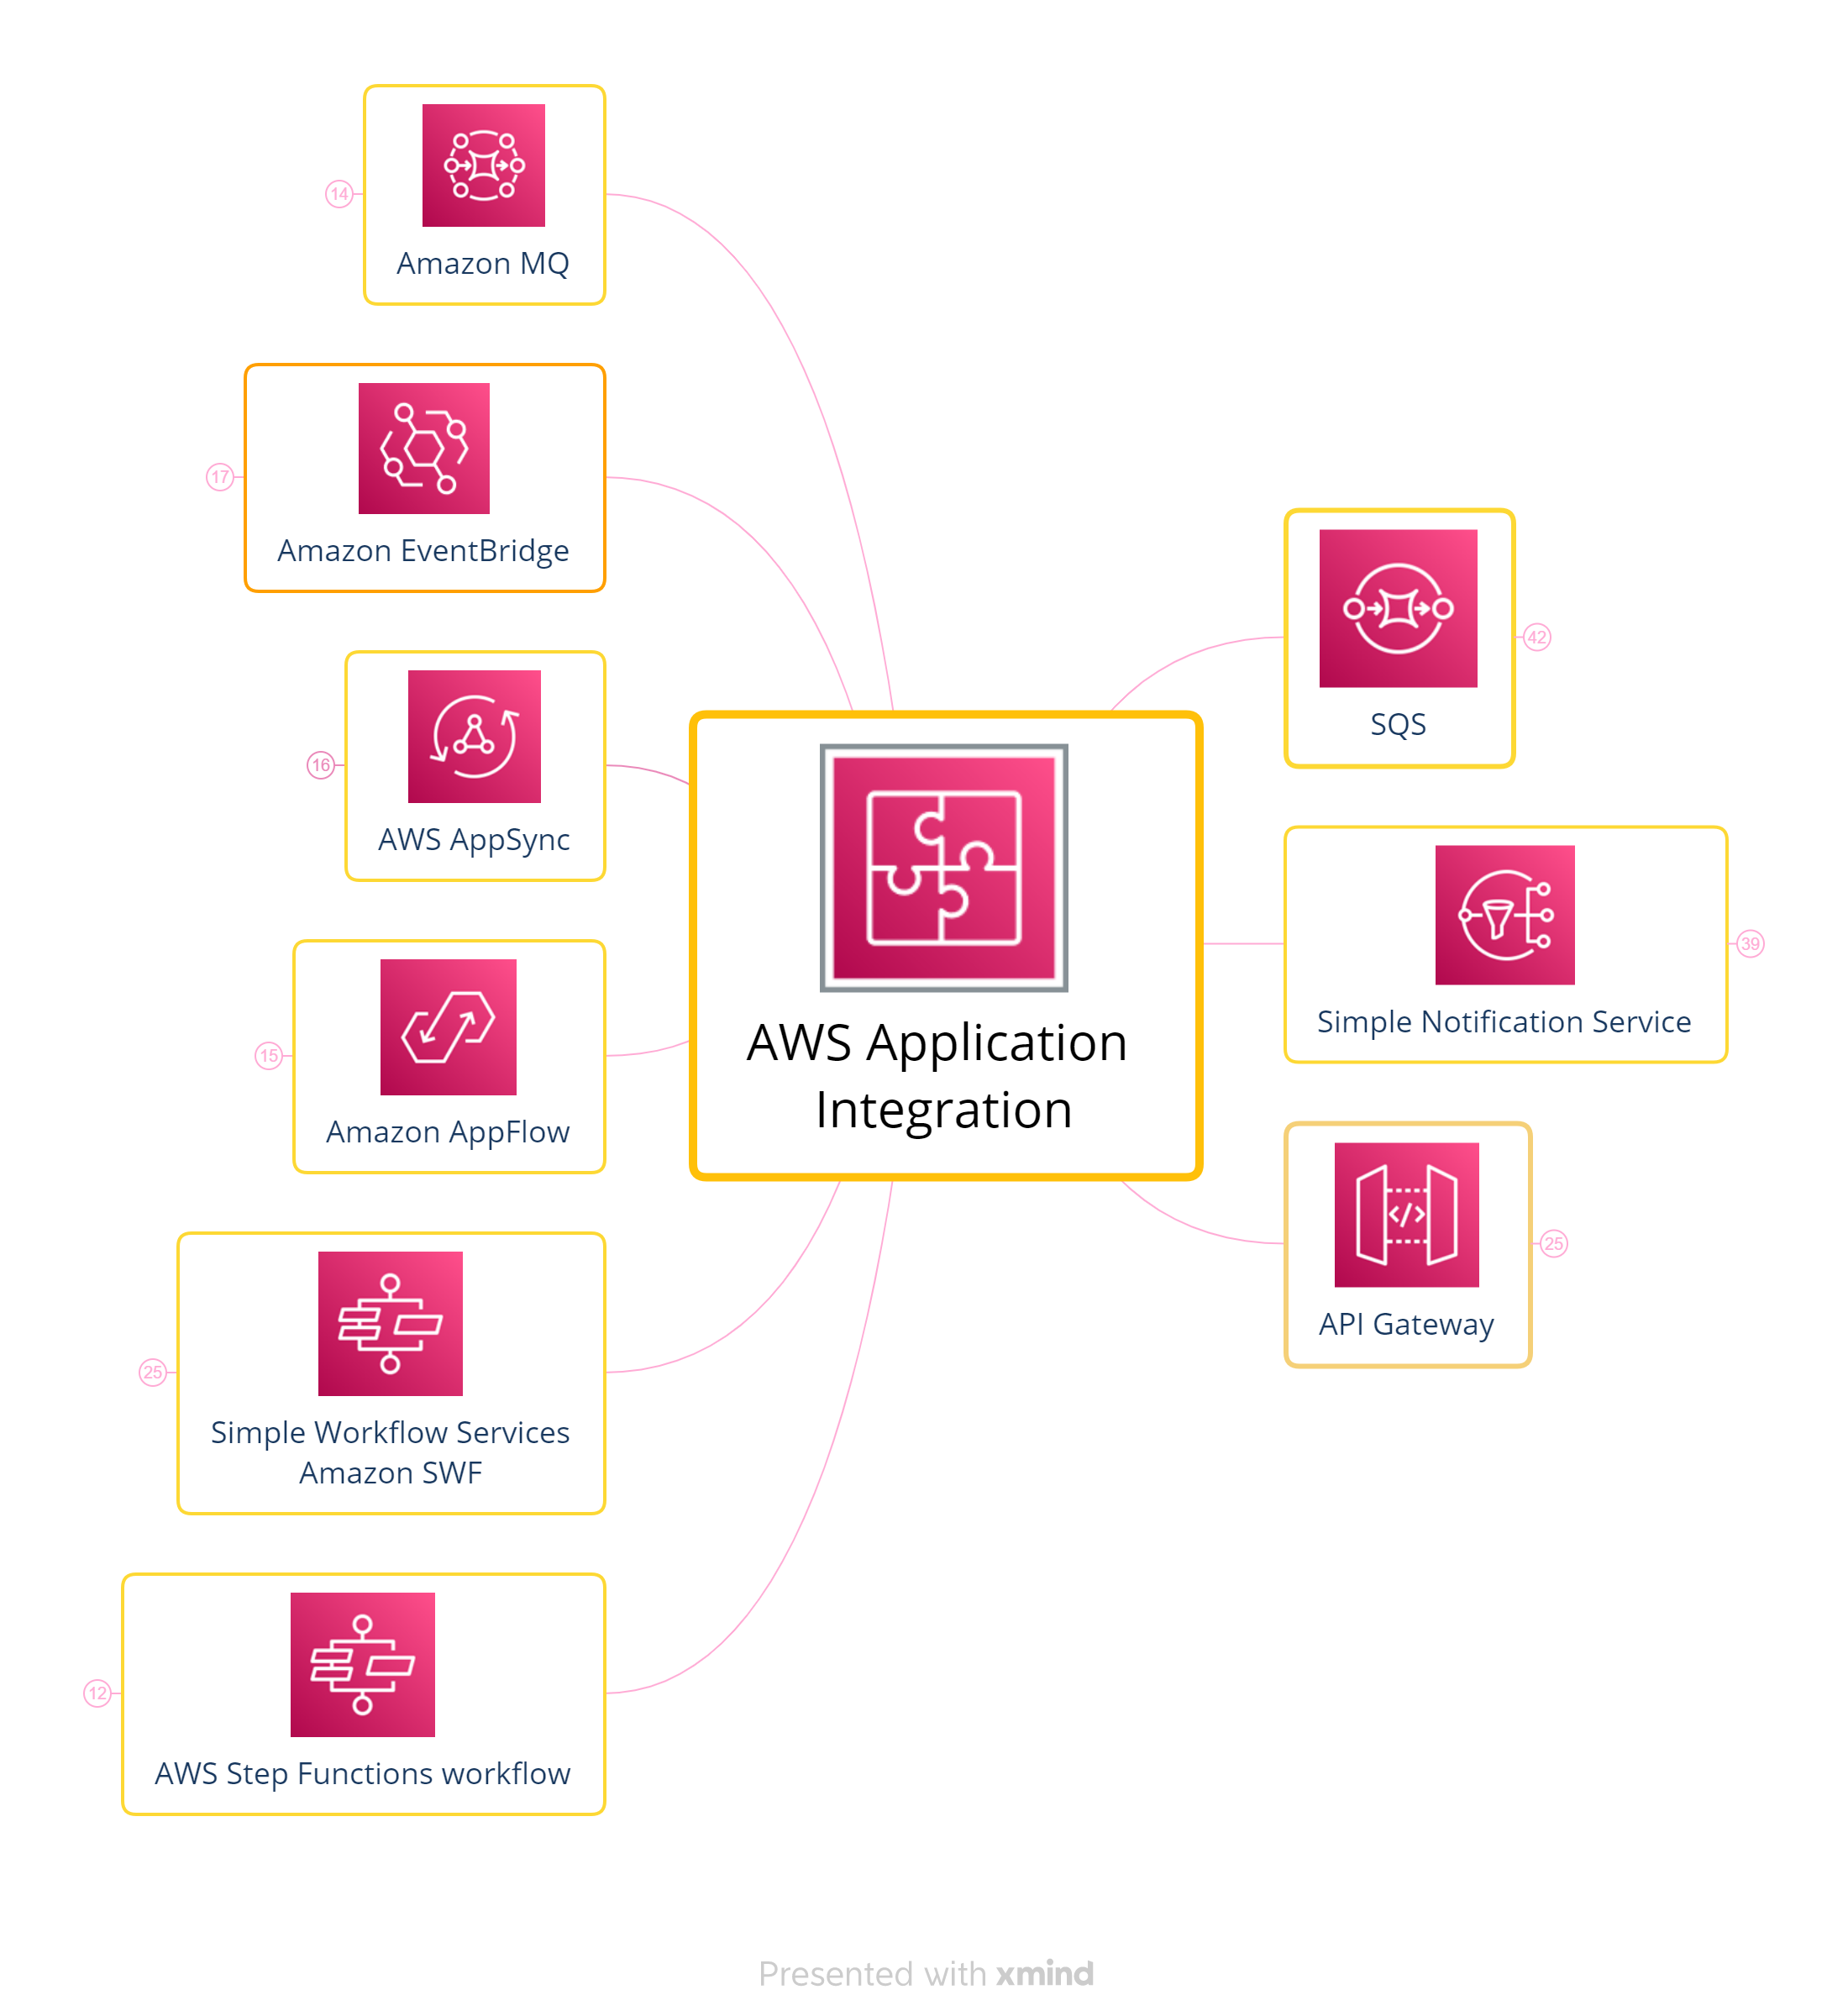 14
Amazon MQ
17
Amazon EventBridge
16
AWS AppSync
15
Amazon AppFlow
25
Simple Workflow Services
Amazon SWF
12
AWS Step Functions workflow
AWS Application
Integration
SQS
42
Simple Notification Service
39
</>
API Gateway
25
Presented with xmind